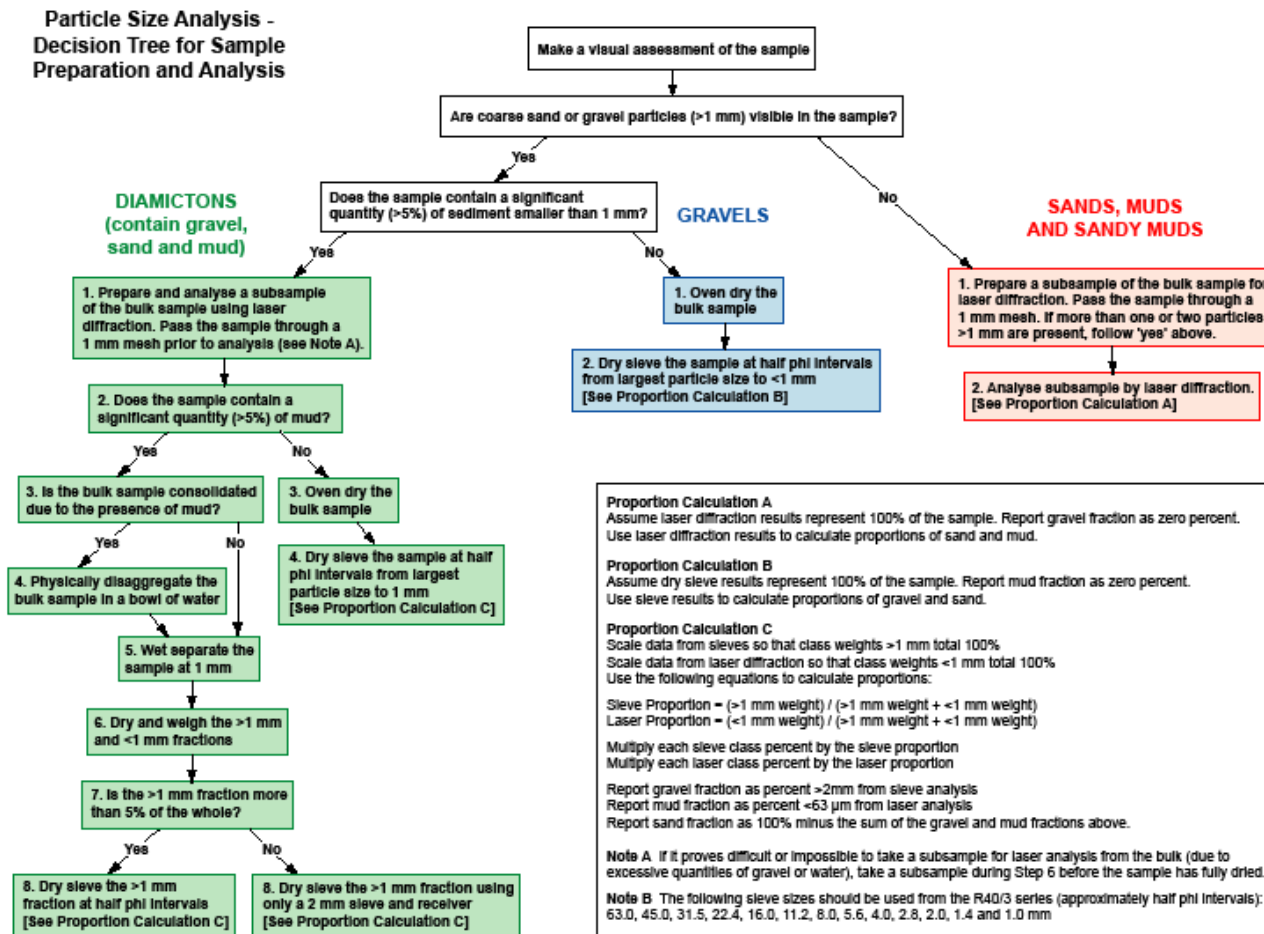 Particle Size Analysis -
Decision Tree for Sample
Preparation and Analysis
Make a visual assessment of the sample
Are coarse sand or gravel particles (>1 mm) visible in the sample?
Yes
No
Does the sample contain a significant
quantity (>5%) of sediment smaller than 1 mm?
DIAMICTONS
(contain gravel,
sand and mud)
GRAVELS
SANDS, MUDS
AND SANDY MUDS
Yes
No
1. Prepare and analyse a subsample
of the bulk sample using laser
diffraction. Pass the sample through a
1 mm mesh prior to analysis (see Note A).
1. Oven dry the
bulk sample
1. Prepare a subsample of the bulk sample for
laser diffraction. Pass the sample through a
1 mm mesh. If more than one or two particles
>1 mm are present, follow 'yes' above.
2. Dry sieve the sample at half phi intervals
from largest particle size to <1 mm
[See Proportion Calculation B]
2. Analyse subsample by laser diffraction.
[See Proportion Calculation A]
2. Does the sample contain a
significant quantity (>5%) of mud?
Yes
No
3. Is the bulk sample consolidated
due to the presence of mud?
3. Oven dry the
bulk sample
Yes
No
4. Physically disaggregate the
bulk sample in a bowl of water
4. Dry sieve the sample at half
phi intervals from largest
particle size to 1 mm
[See Proportion Calculation C]
5. Wet separate the
sample at 1 mm
6. Dry and weigh the >1 mm
and <1 mm fractions
7. Is the >1 mm fraction more
than 5% of the whole?
Yes
No
8. Dry sieve the >1 mm
fraction at half phi intervals
[See Proportion Calculation C]
8. Dry sieve the >1 mm fraction using
only a 2 mm sieve and receiver
[See Proportion Calculation C]
Proportion Calculation A
Assume laser diffraction results represent 100% of the sample. Report gravel fraction as zero percent.
Use laser diffraction results to calculate proportions of sand and mud.
Proportion Calculation B
Assume dry sieve results represent 100% of the sample. Report mud fraction as zero percent.
Use sieve results to calculate proportions of gravel and sand.
Proportion Calculation C
Scale data from sieves so that class weights >1 mm total 100%
Scale data from laser diffraction so that class weights <1 mm total 100%
Use the following equations to calculate proportions:
Sieve Proportion = (>1 mm weight) / (>1 mm weight + <1 mm weight)
Laser Proportion = (<1 mm weight) / (>1 mm weight + <1 mm weight)
Multiply each sieve class percent by the sieve proportion
Multiply each laser class percent by the laser proportion
Report gravel fraction as percent >2mm from sieve analysis
Report mud fraction as percent <63 µm from laser analysis
Report sand fraction as 100% minus the sum of the gravel and mud fractions above.
Note A If it proves difficult or impossible to take a subsample for laser analysis from the bulk (due to
excessive quantities of gravel or water), take a subsample during Step 6 before the sample has fully dried.
Note B The following sieve sizes should be used from the R40/3 series (approximately half phi intervals):
63.0, 45.0, 31.5, 22.4, 16.0, 11.2, 8.0, 5.6, 4.0, 2.8, 2.0, 1.4 and 1.0 mm